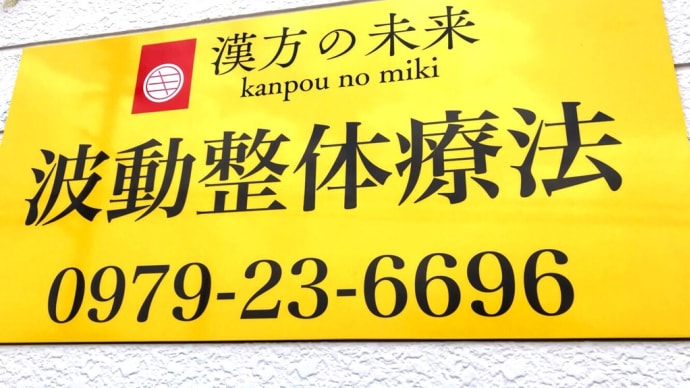 漢方の未来
kanpou no miki
波動整体療法
0979-23-6696